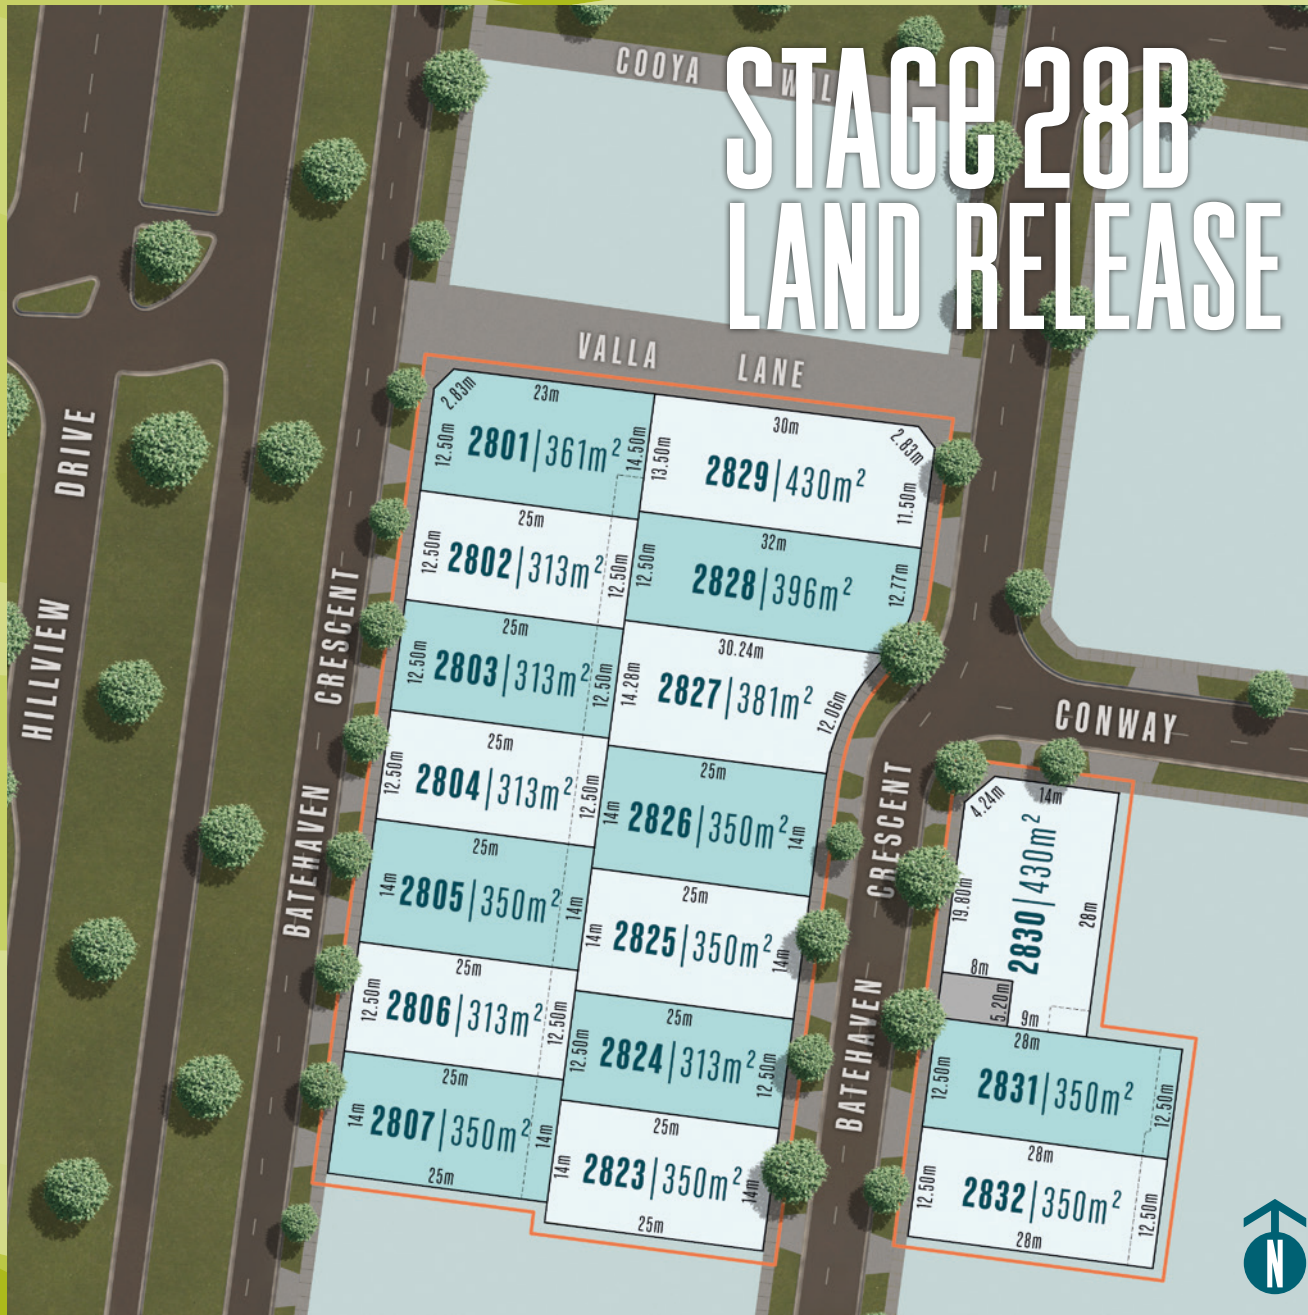 COOYA
STAGE 28B
LAND RELEASE
VALLA LANE
HILLVIEW DRIVE
BATEHAVEN CRESCENT
CONWAY
BATEHAVEN CRESCENT
2.83m
23m
12.50m
2801|361m²
14.50m
30m
2.83m
13.50m
2829|430m²
11.50m
25m
12.50m
2802|313m²
12.50m
32m
12.50m
2828|396m²
12.77m
25m
12.50m
2803|313m²
12.50m
30.24m
14.28m
2827|381m²
12.06m
25m
12.50m
2804|313m²
12.50m
25m
14m
2826|350m²
14m
25m
14m
2805|350m²
14m
25m
14m
2825|350m²
14m
25m
12.50m
2806|313m²
12.50m
25m
12.50m
2824|313m²
12.50m
25m
14m
2807|350m²
14m
25m
25m
14m
2823|350m²
14m
25m
4.24m
14m
19.80m
2830|430m²
28m
8m
5.20m
9m
28m
12.50m
2831|350m²
12.50m
28m
12.50m
2832|350m²
12.50m
28m
N